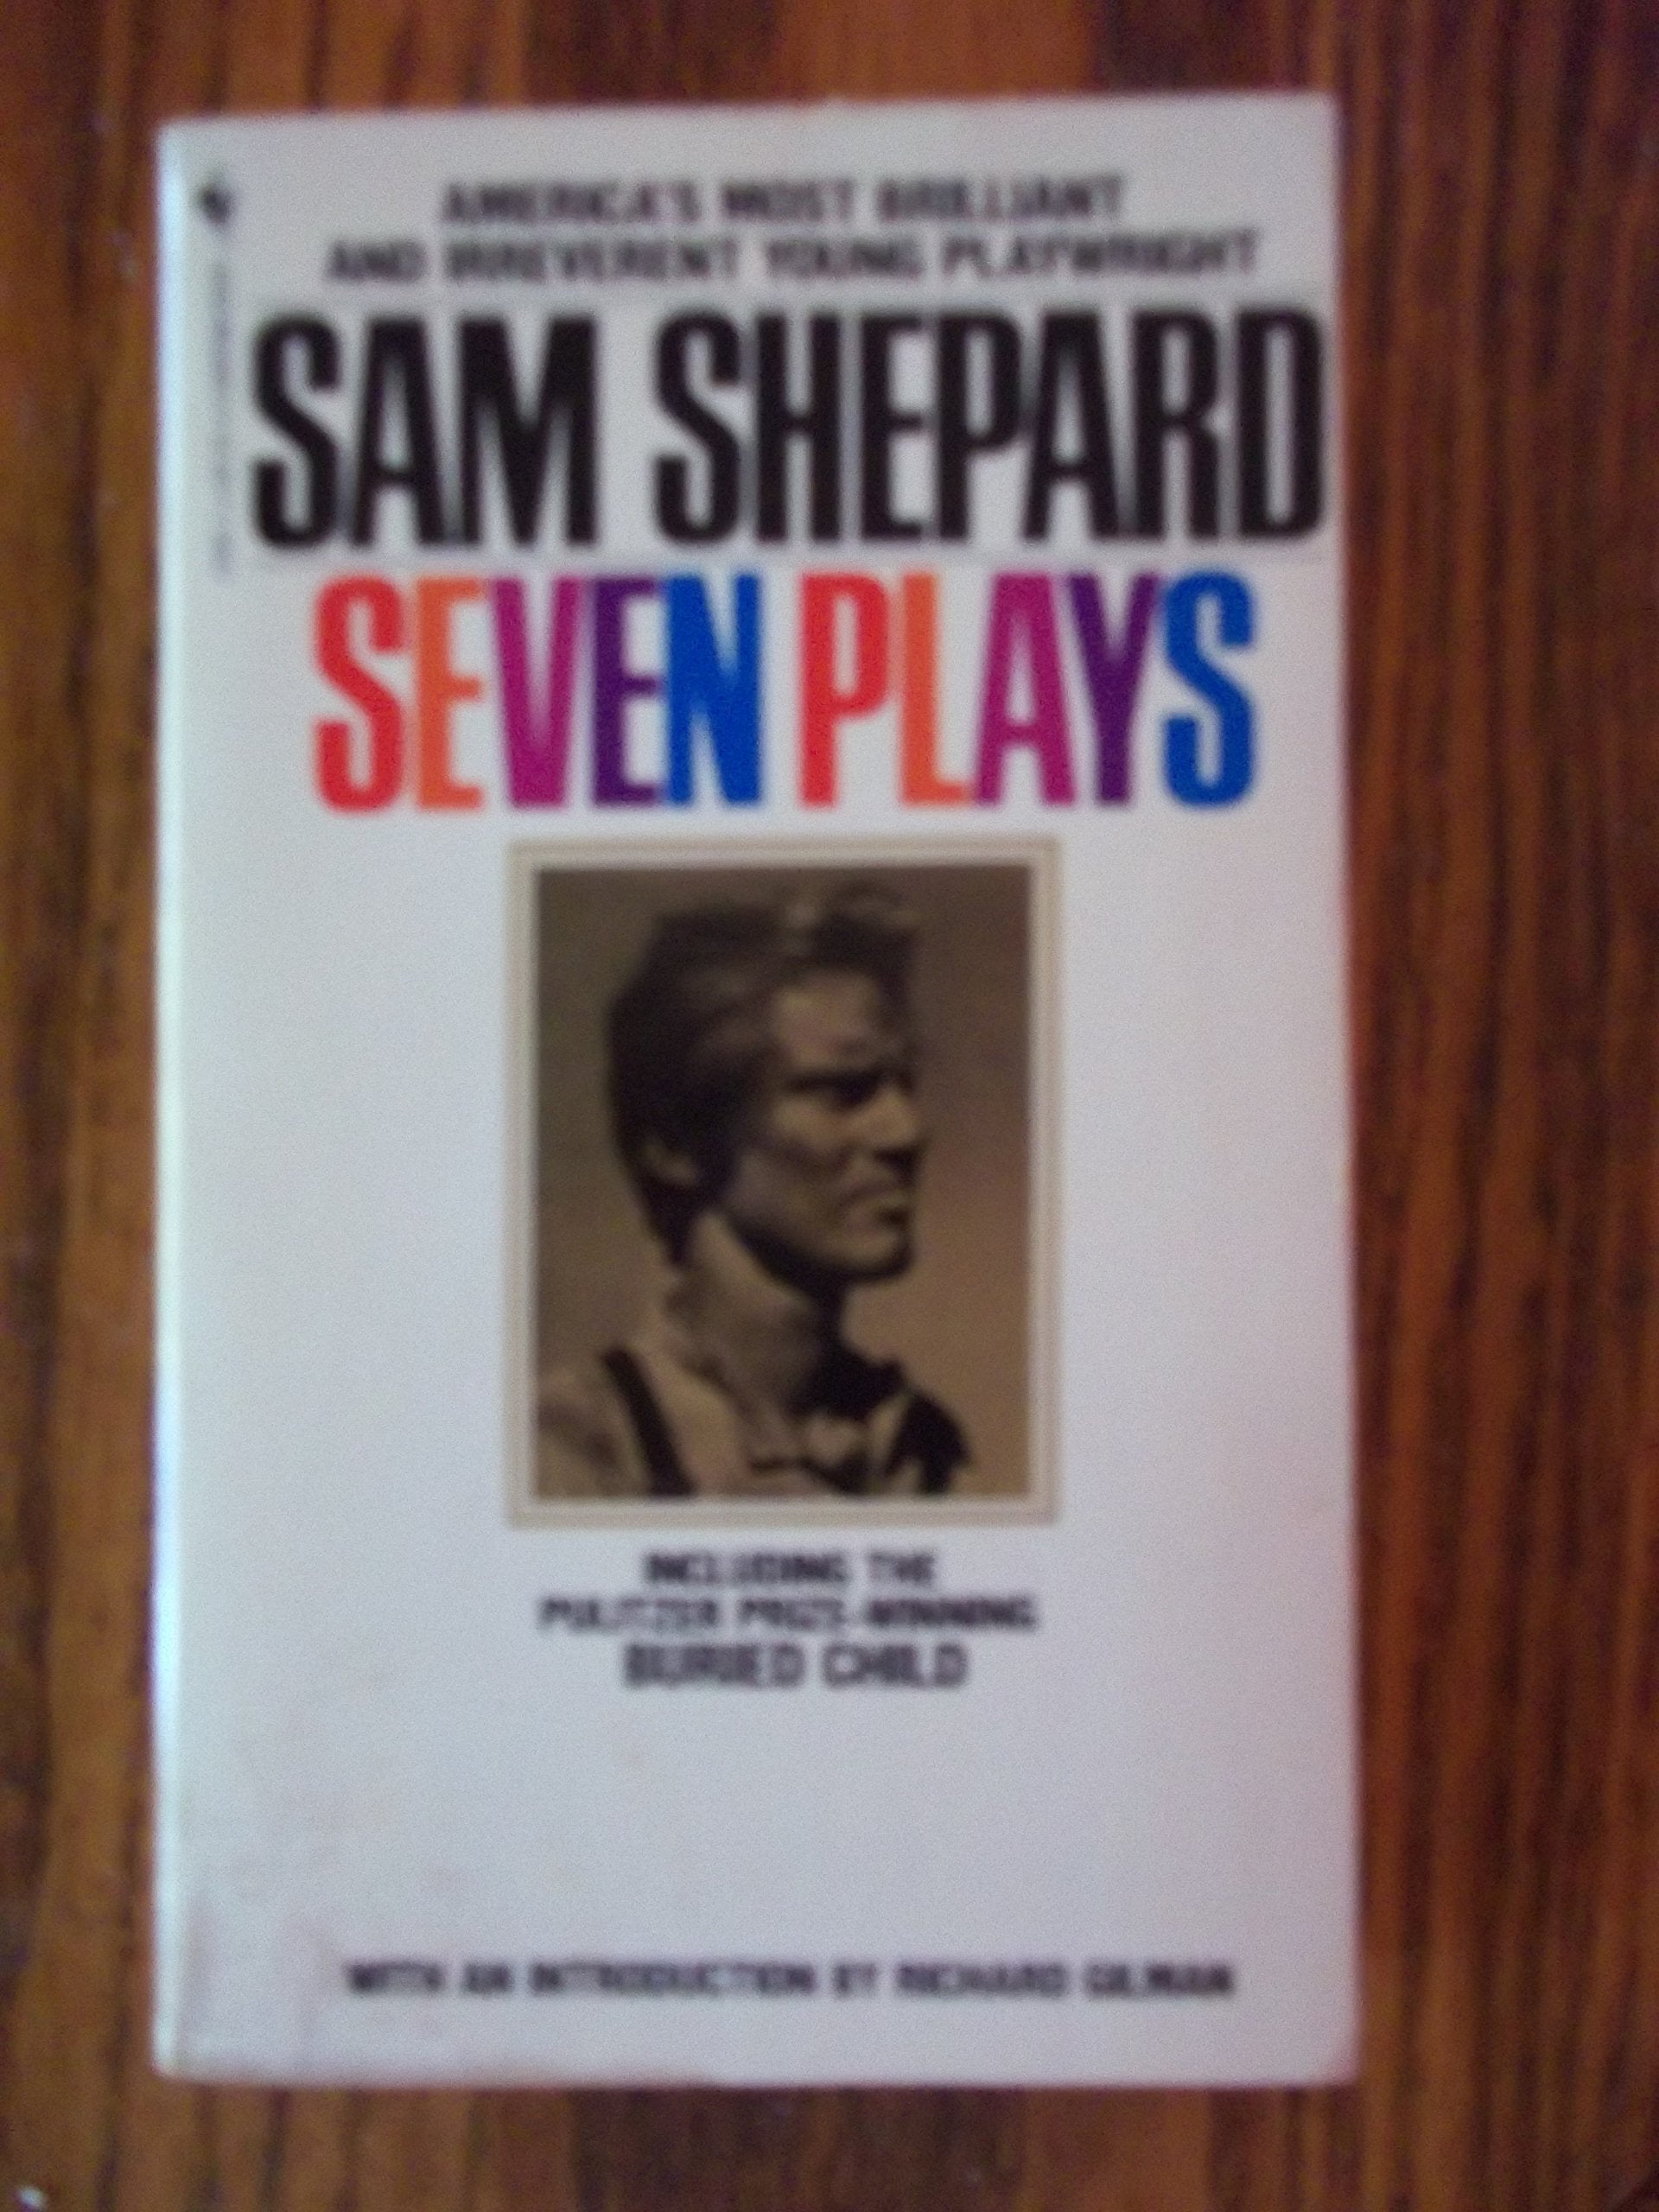 AMERICA'S MOST BRILLIANT
AND IRREVERENT YOUNG PLAYWRIGHT
SAM SHEPARD
SEVEN PLAYS
INCLUDING THE
PULITZER PRIZE-WINNING
BURIED CHILD
WITH AN INTRODUCTION BY RICHARD GILMAN